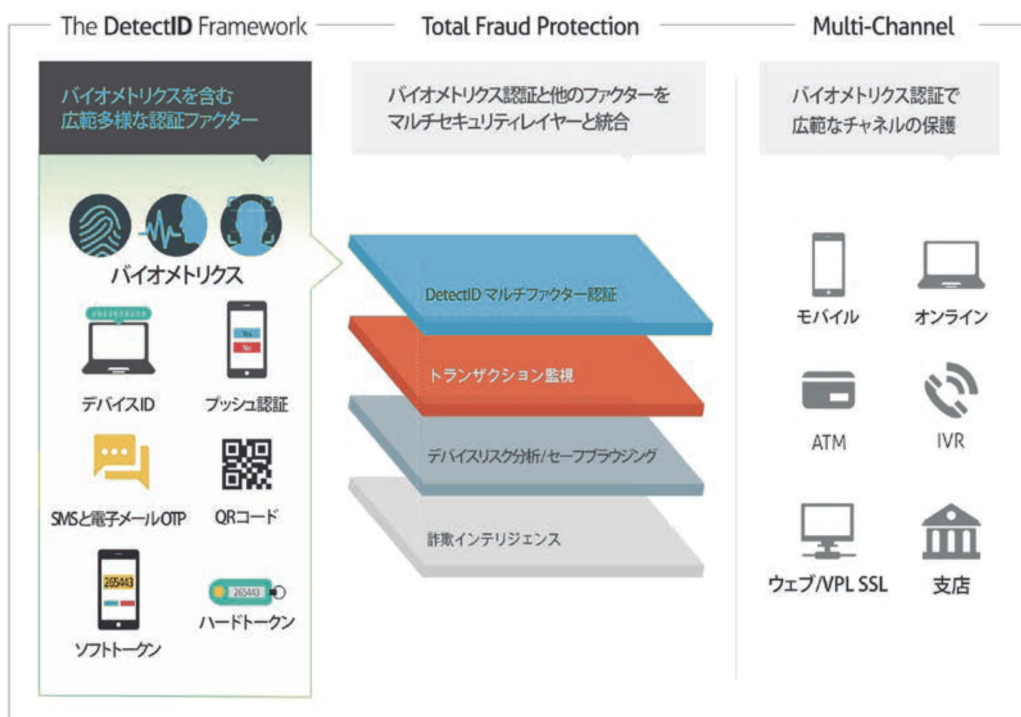 The DetectID Framework
Total Fraud Protection
Multi-Channel
バイオメトリクスを含む
広範多様な認証ファクター
バイオメトリクス認証と他のファクターを
マルチセキュリティレイヤーと統合
バイオメトリクス認証で
広範なチャネルの保護
バイオメトリクス
デバイスID
Yes
No
プッシュ認証
SMSと電子メールOTP
QRコード
265443
ソフトトークン
265443
ハードトークン
DetectID マルチファクター認証
トランザクション監視
デバイスリスク分析/セーフブラウジング
詐欺インテリジェンス
モバイル
オンライン
ATM
IVR
ウェブ/VPL SSL
支店